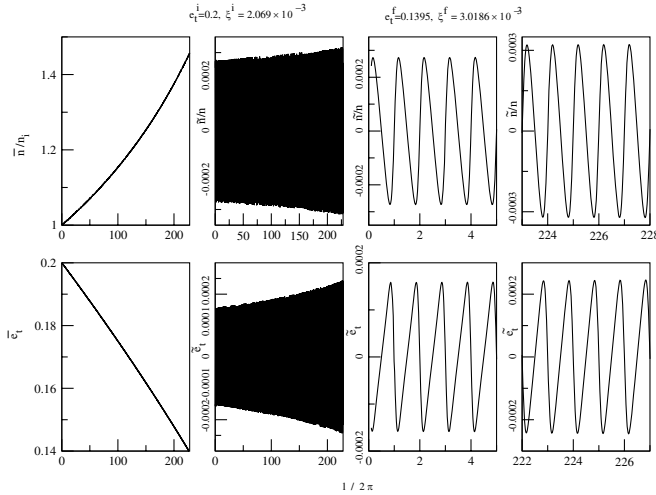 e_t^i=0.2, ξ^i = 2.069×10^-3
e_t^f=0.1395, ξ^f = 3.0186×10^-3
n̄/n_i
1.4
1.2
1
0 100 200
ñ/n
0.0002
0
-0.0002
0 50 100 150 200
ñ/n
0.0002
0
-0.0002
0 2 4
ñ/n
0.0003
0
-0.0003
224 226 228
ē_t
0.2
0.18
0.16
0.14
0 100 200
ẽ_t
0.0002
0.0001
0
-0.0001
-0.0002
0 100 200
ẽ_t
0.0002
0
-0.0002
0 2 4
ẽ_t
0.0002
0
-0.0002
222 224 226
l / 2 π